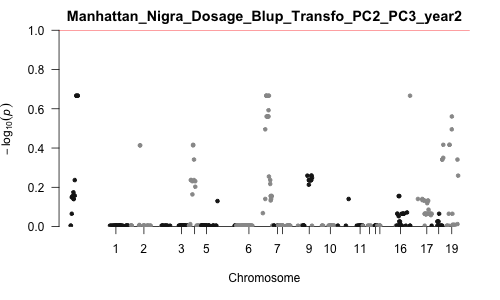 Manhattan_Nigra_Dosage_Blup_Transfo_PC2_PC3_year2
1.0
0.8
0.6
0.4
0.2
0.0
− log10(p)
1 2 3 5 6 7 9 10 11 16 17 19
Chromosome